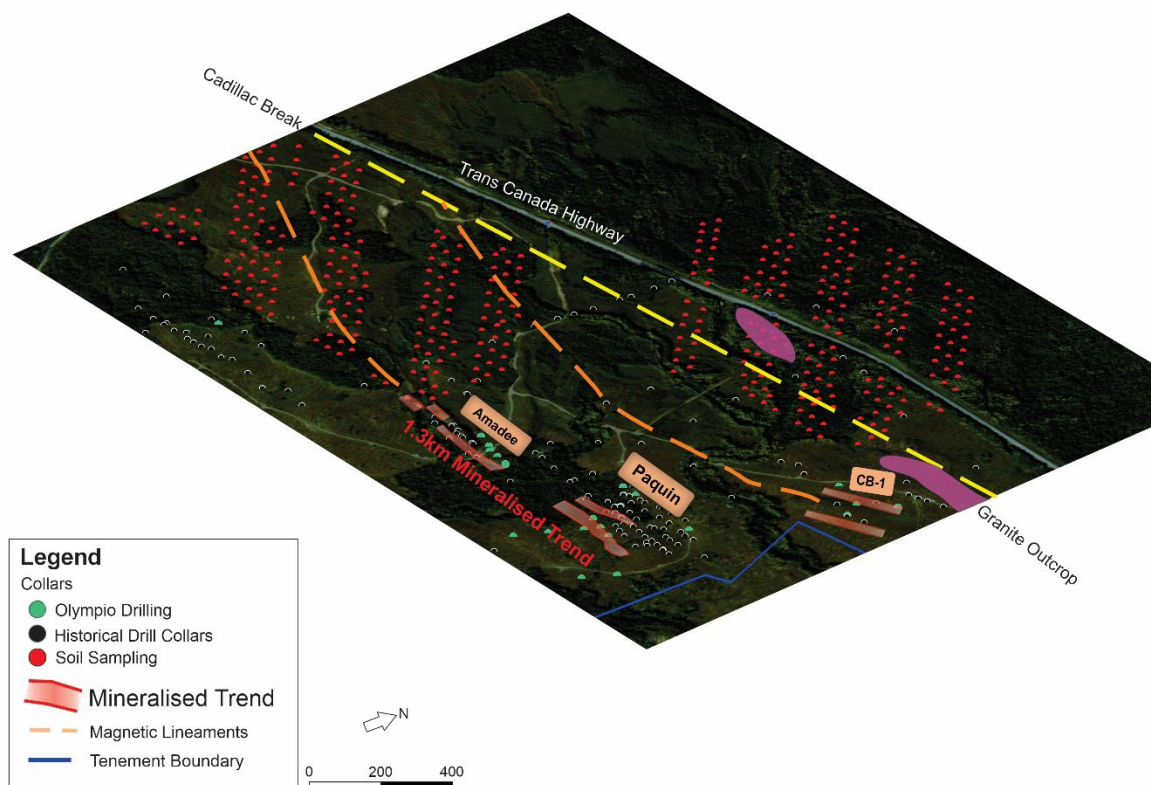 Cadillac Break
Trans Canada Highway
Amadee
1.3km Mineralised Trend
Paquin
CB-1
Granite Outcrop
Legend
Collars
Olympio Drilling
Historical Drill Collars
Soil Sampling
Mineralised Trend
Magnetic Lineaments
Tenement Boundary
N
0 200 400